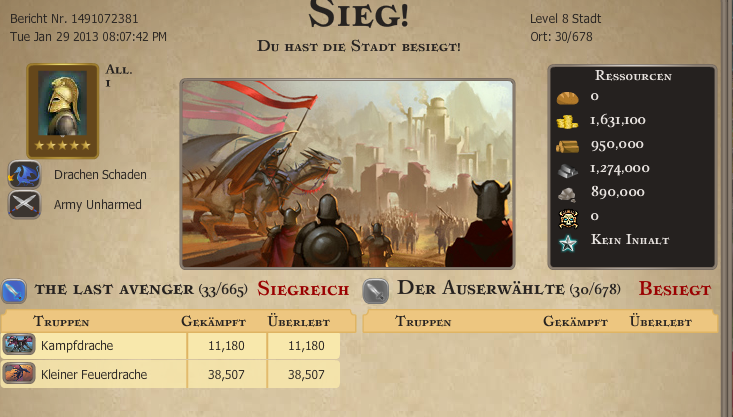 Bericht Nr. 1491072381
Tue Jan 29 2013 08:07:42 PM
Sieg!
Du hast die Stadt besiegt!
Level 8 Stadt
Ort: 30/678
All.
1
Drachen Schaden
Army Unharmed
Ressourcen
0
1,631,100
950,000
1,274,000
890,000
0
Kein Inhalt
the last avenger (33/665) Siegreich
Der Auserwählte (30/678) Besiegt
Truppen Gekämpft Überlebt
Truppen Gekämpft Überlebt
Kampfdrache 11,180 11,180
Kleiner Feuerdrache 38,507 38,507